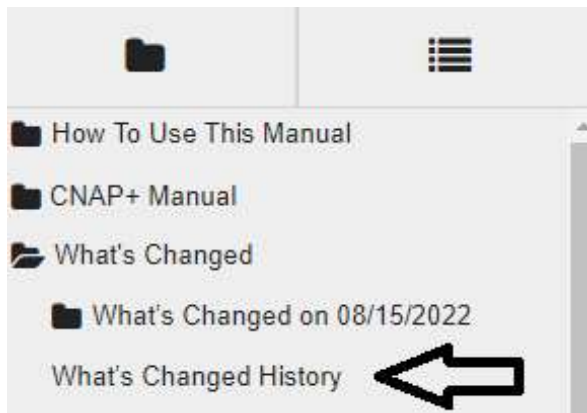 How To Use This Manual
CNAP+ Manual
What's Changed
What's Changed on 08/15/2022
What's Changed History